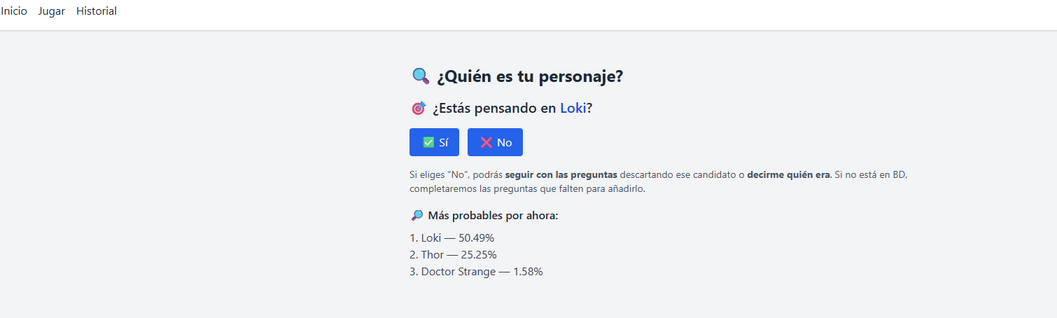 Inicio Jugar Historial
¿Quién es tu personaje?
¿Estás pensando en Loki?
Sí No
Si eliges "No", podrás seguir con las preguntas descartando ese candidato o decirme quién era. Si no está en BD,
completaremos las preguntas que falten para añadirlo.
Más probables por ahora:
1. Loki — 50.49%
2. Thor — 25.25%
3. Doctor Strange — 1.58%